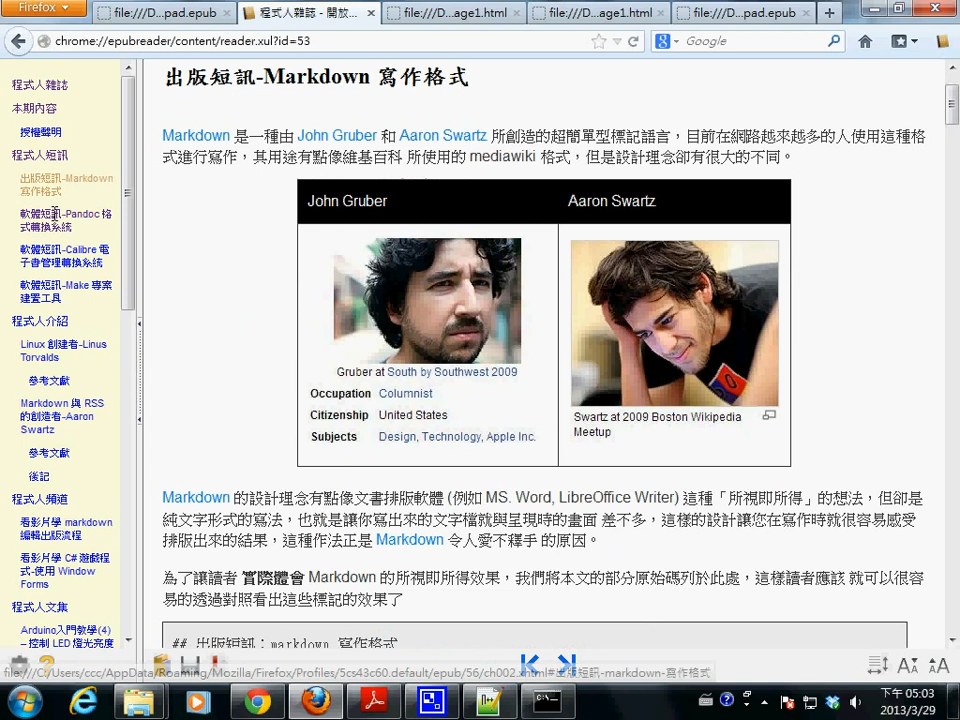 Firefox
file:///D...pad.epub
程式人雜誌 - 開放...
file:///D...age1.html
file:///D...age1.html
file:///D...pad.epub
chrome://epubreader/content/reader.xul?id=53
Google
程式人雜誌
本期內容
授權聲明
程式人短訊
出版短訊-Markdown
寫作格式
軟體短訊-Pandoc 格
式轉換系統
軟體短訊-Calibre 電
子書管理轉換系統
軟體短訊-Make 專案
建置工具
程式人介紹
Linux 創建者-Linus
Torvalds
參考文獻
Markdown 與 RSS
的創造者-Aaron
Swartz
參考文獻
後記
程式人頻道
看影片學 markdown
編輯出版流程
看影片學 C# 遊戲程
式-使用 Window
Forms
程式人文集
Arduino入門教學(4)
– 控制 LED 燈光亮度
出版短訊-Markdown 寫作格式
Markdown 是一種由 John Gruber 和 Aaron Swartz 所創造的超簡單型標記語言，目前在網路越來越多的人使用這種格
式進行寫作，其用途有點像維基百科 所使用的 mediawiki 格式，但是設計理念卻有很大的不同。
John Gruber
Aaron Swartz
Gruber at South by Southwest 2009
Occupation Columnist
Citizenship United States
Subjects Design, Technology, Apple Inc.
Swartz at 2009 Boston Wikipedia
Meetup
Markdown 的設計理念有點像文書排版軟體 (例如 MS. Word, LibreOffice Writer) 這種「所視即所得」的想法，但卻是
純文字形式的寫法，也就是讓你寫出來的文字檔就與呈現時的畫面 差不多，這樣的設計讓您在寫作時就很容易感受
排版出來的結果，這種作法正是 Markdown 令人愛不釋手 的原因。
為了讓讀者 實際體會 Markdown 的所視即所得效果，我們將本文的部分原始碼列於此處，這樣讀者應該 就可以很容
易的透過對照看出這些標記的效果了
## 出版短訊：markdown 寫作格式
file:///C:/Users/ccc/AppData/Roaming/Mozilla/Firefox/Profiles/5cs43c60.default/epub/56/ch002.xhtml#出版短訊-markdown-寫作格式
下午 05:03
2013/3/29